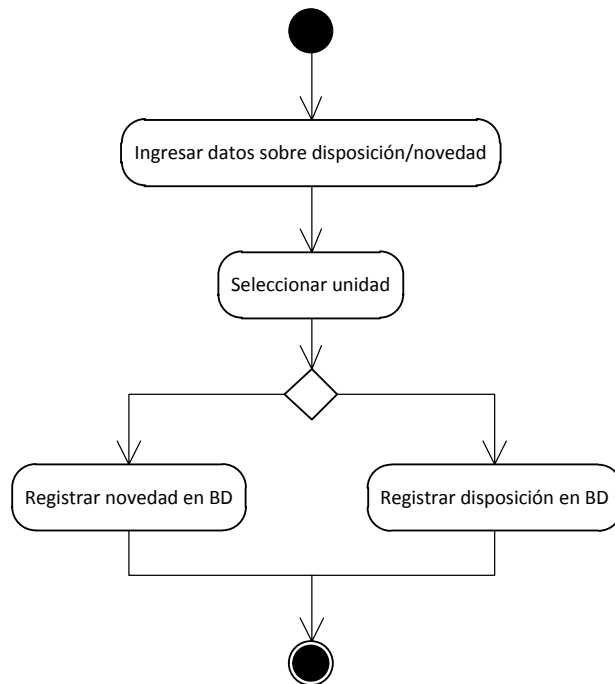 Ingresar datos sobre disposición/novedad
Seleccionar unidad
Registrar novedad en BD
Registrar disposición en BD